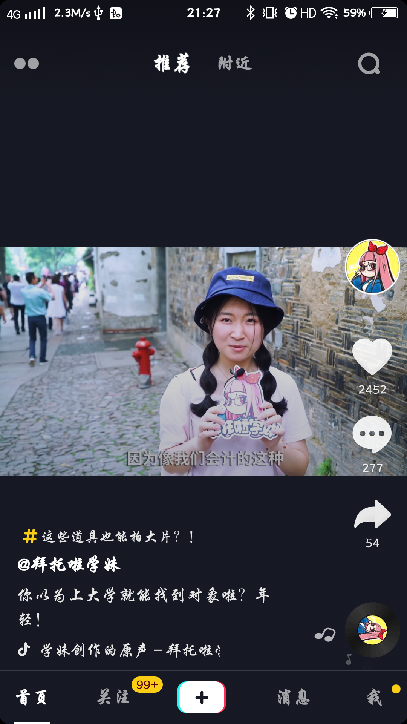 4G 2.3M/s 21:27 HD 59%
推荐 附近
因为像我们会计的这种
2452
277
54
#这些道具也能拍大片?!
@拜托啦学妹
你以为上大学就能找到对象啦?年
轻!
学妹创作的原声-拜托啦
首页 关注 99+ 消息 我